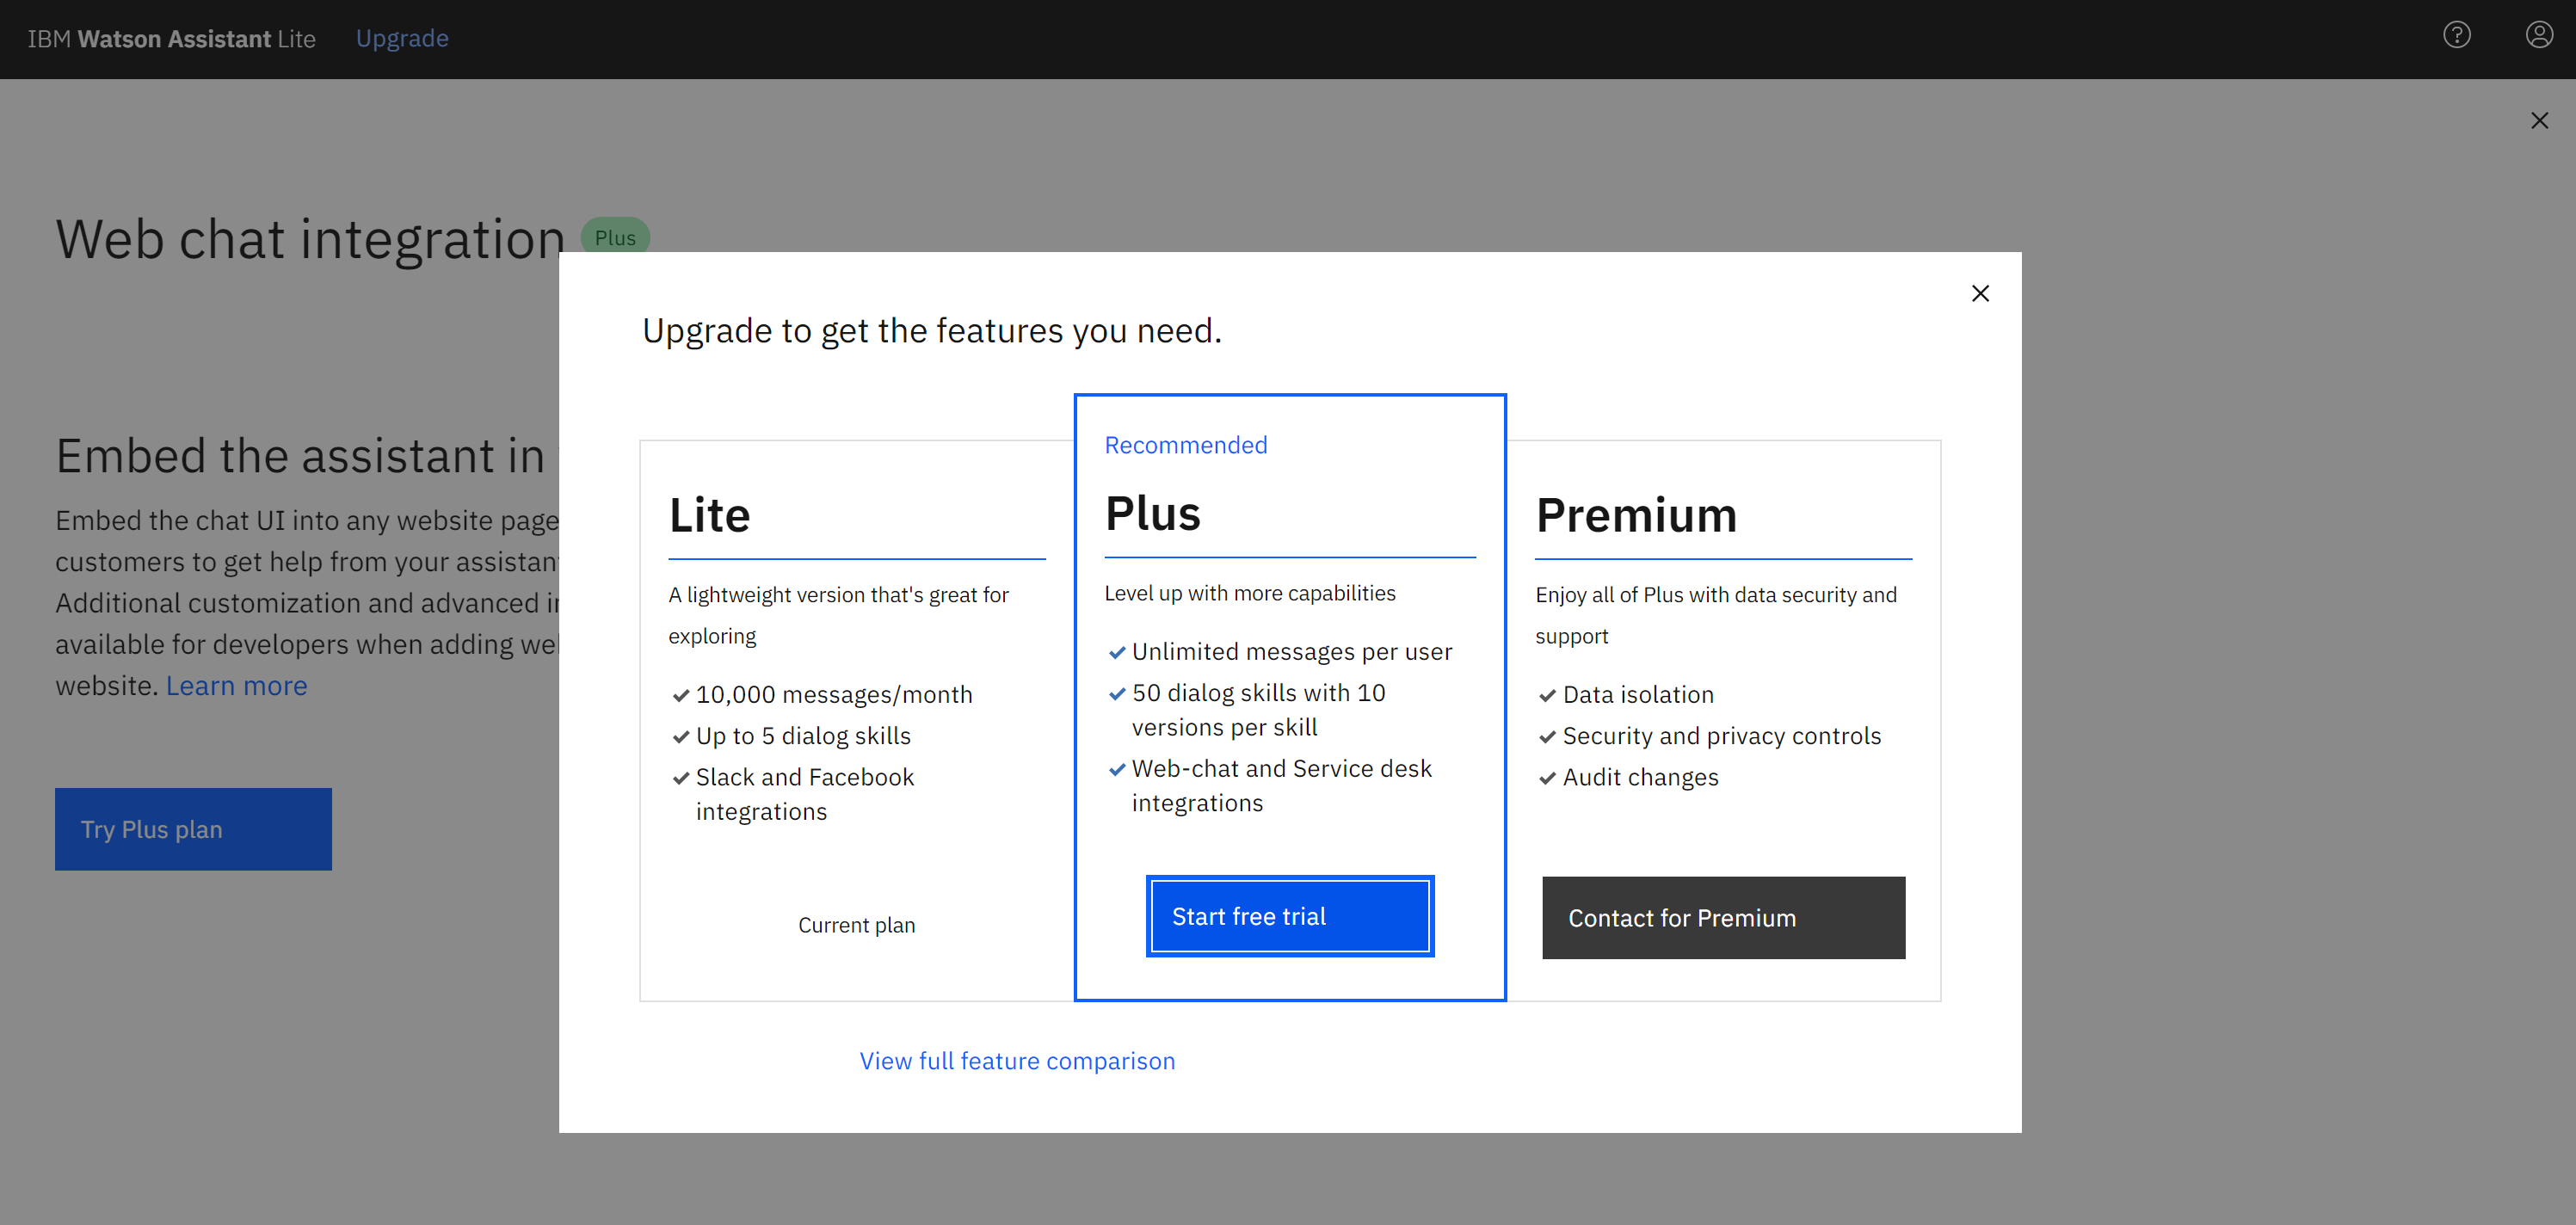 IBM Watson Assistant Lite
Upgrade
Web chat integration
Plus
Embed the assistant in
Embed the chat UI into any website page
customers to get help from your assistan
Additional customization and advanced
available for developers when adding
website. Learn more
Try Plus plan
Upgrade to get the features you need.
Lite
A lightweight version that's great for
exploring
10,000 messages/month
Up to 5 dialog skills
Slack and Facebook
integrations
Current plan
Recommended
Plus
Level up with more capabilities
Unlimited messages per user
50 dialog skills with 10
versions per skill
Web-chat and Service desk
integrations
Start free trial
Premium
Enjoy all of Plus with data security and
support
Data isolation
Security and privacy controls
Audit changes
Contact for Premium
View full feature comparison